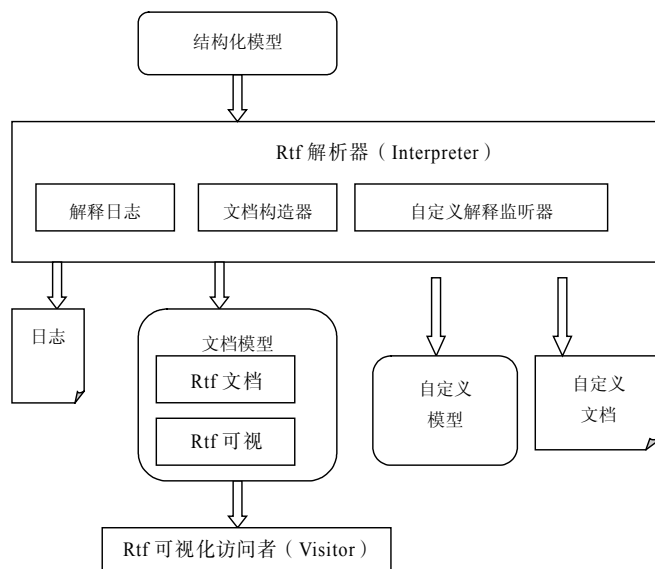 结构化模型
Rtf 解析器（Interpreter）
解释日志
文档构造器
自定义解释监听器
日志
文档模型
Rtf 文档
Rtf 可视
自定义
模型
自定义
文档
Rtf 可视化访问者（Visitor）